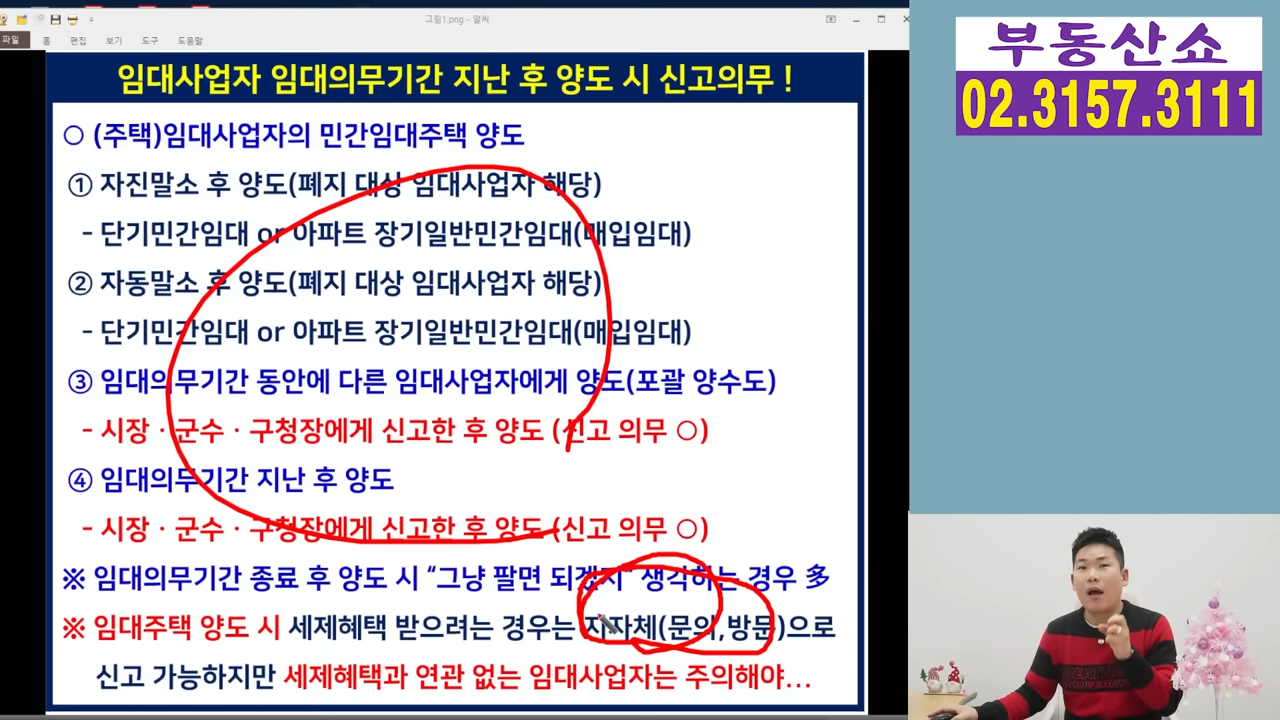 그림1.png - 알씨
파일 홈 편집 보기 도구 도움말
임대사업자 임대의무기간 지난 후 양도 시 신고의무 !
○ (주택)임대사업자의 민간임대주택 양도
① 자진말소 후 양도(폐지 대상 임대사업자 해당)
- 단기민간임대 or 아파트 장기일반민간임대(매입임대)
② 자동말소 후 양도(폐지 대상 임대사업자 해당)
- 단기민간임대 or 아파트 장기일반민간임대(매입임대)
③ 임대의무기간 동안에 다른 임대사업자에게 양도(포괄 양수도)
- 시장 · 군수 · 구청장에게 신고한 후 양도 (신고 의무 ○)
④ 임대의무기간 지난 후 양도
- 시장 · 군수 · 구청장에게 신고한 후 양도 (신고 의무 ○)
※ 임대의무기간 종료 후 양도 시 “그냥 팔면 되겠지” 생각하는 경우 多
※ 임대주택 양도 시 세제혜택 받으려는 경우는 지자체(문의,방문)으로
신고 가능하지만 세제혜택과 연관 없는 임대사업자는 주의해야...
부동산쇼
02.3157.3111